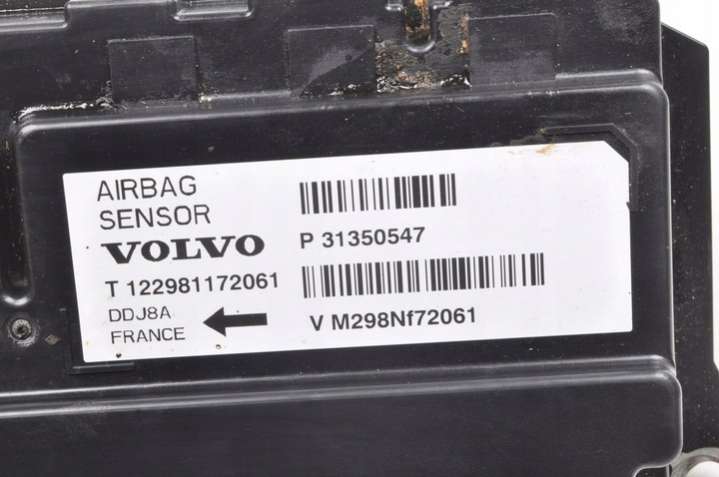 AIRBAG
SENSOR
VOLVO
T 122981172061
DDJ8A
FRANCE
P 31350547
V M298Nf72061